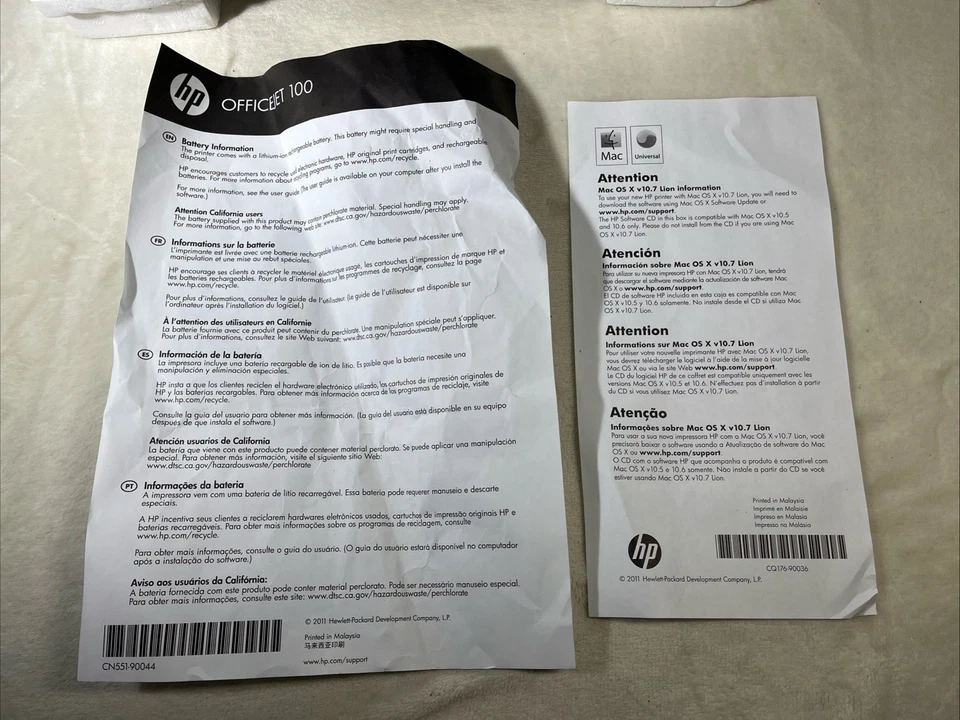 hp OFFICEJET 100
EN Battery Information
The printer comes with a lithium-ion rechargeable battery. This battery might require special handling and
disposal.
HP encourages customers to recycle used electronic hardware, HP original print cartridges, and rechargeable
batteries. For more information about recycling programs, go to www.hp.com/recycle.
For more information, see the user guide. (The user guide is available on your computer after you install the
software.)
Attention California users
The battery supplied with this product may contain perchlorate material. Special handling may apply.
For more information, go to the following web site: www.dtsc.ca.gov/hazardouswaste/perchlorate
FR Informations sur la batterie
L'imprimante est livrée avec une batterie rechargeable lithium-ion. Cette batterie peut nécessiter une
manipulation et une mise au rebut spéciales.
HP encourage ses clients à recycler le matériel électronique usagé, les cartouches d'impression de marque HP et
les batteries rechargeables. Pour plus d'informations sur les programmes de recyclage, consultez la page
www.hp.com/recycle.
Pour plus d'informations, consultez le guide de l'utilisateur. (Le guide de l'utilisateur est disponible sur
l'ordinateur après l'installation du logiciel.)
À l'attention des utilisateurs en Californie
La batterie fournie avec ce produit peut contenir du perchlorate. Une manipulation spéciale peut s'appliquer.
Pour plus d'informations, consultez le site Web suivant: www.dtsc.ca.gov/hazardouswaste/perchlorate
ES Información de la batería
La impresora incluye una batería recargable de ion de litio. Es posible que la batería necesite una
manipulación y eliminación especiales.
HP insta a que los clientes reciclen el hardware electrónico utilizado, los cartuchos de impresión originales de
HP y las baterías recargables. Para obtener más información acerca de los programas de reciclaje, visite
www.hp.com/recycle.
Consulte la guía del usuario para obtener más información. (La guía del usuario está disponible en su equipo
después de que instala el software.)
Atención usuarios de California
La batería que viene con este producto puede contener material perclorato. Se puede aplicar una manipulación
especial. Para obtener más información, visite el siguiente sitio Web:
www.dtsc.ca.gov/hazardouswaste/perchlorate
PT Informações da bateria
A impressora vem com uma bateria de lítio recarregável. Essa bateria pode requerer manuseio e descarte
especiais.
A HP incentiva seus clientes a reciclarem hardwares eletrônicos usados, cartuchos de impressão originais HP e
baterias recarregáveis. Para obter mais informações sobre os programas de reciclagem, consulte
www.hp.com/recycle.
Para obter mais informações, consulte o guia do usuário. (O guia do usuário estará disponível no computador
após a instalação do software.)
Aviso aos usuários da Califórnia:
A bateria fornecida com este produto pode conter material perclorato. Pode ser necessário manuseio especial.
Para obter mais informações, consulte este site: www.dtsc.ca.gov/hazardouswaste/perchlorate
CN551-90044
© 2011 Hewlett-Packard Development Company, L.P.
Printed in Malaysia
马来西亚印刷
www.hp.com/support
Mac Universal
Attention
Mac OS X v10.7 Lion information
To use your new HP printer with Mac OS X v10.7 Lion, you will need to
download the software using Mac OS X Software Update or
www.hp.com/support.
The HP Software CD in this box is compatible with Mac OS X v10.5
and 10.6 only. Please do not install from the CD if you are using Mac
OS X v10.7 Lion.
Atención
Información sobre Mac OS X v10.7 Lion
Para utilizar su nueva impresora HP con Mac OS X v10.7 Lion, tendrá
que descargar el software mediante la actualización de software Mac
OS X o www.hp.com/support.
El CD de software HP incluido en esta caja es compatible con Mac
OS X v10.5 y 10.6 solamente. No instale desde el CD si utiliza Mac
OS X v10.7 Lion.
Attention
Informations sur Mac OS X v10.7 Lion
Pour utiliser votre nouvelle imprimante HP avec Mac OS X v10.7 Lion,
vous devrez télécharger le logiciel à l'aide de la mise à jour logicielle
Mac OS X ou via le site Web www.hp.com/support.
Le CD du logiciel HP de ce coffret est compatible uniquement avec les
versions Mac OS X v10.5 et 10.6. N'effectuez pas d'installation à partir
du CD si vous utilisez Mac OS X v10.7 Lion.
Atenção
Informações sobre Mac OS X v10.7 Lion
Para usar a sua nova impressora HP com o Mac OS X v10.7 Lion, você
precisará baixar o software usando a Atualização de software do Mac
OS X ou www.hp.com/support.
O CD com o software HP que acompanha o produto é compatível com
Mac OS X v10.5 e 10.6 somente. Não instale a partir do CD se você
estiver usando Mac OS X v10.7 Lion.
Printed in Malaysia
Imprimé en Malaisie
Impreso en Malasia
Impresso na Malásia
hp
CQ176-90036
© 2011 Hewlett-Packard Development Company, L.P.